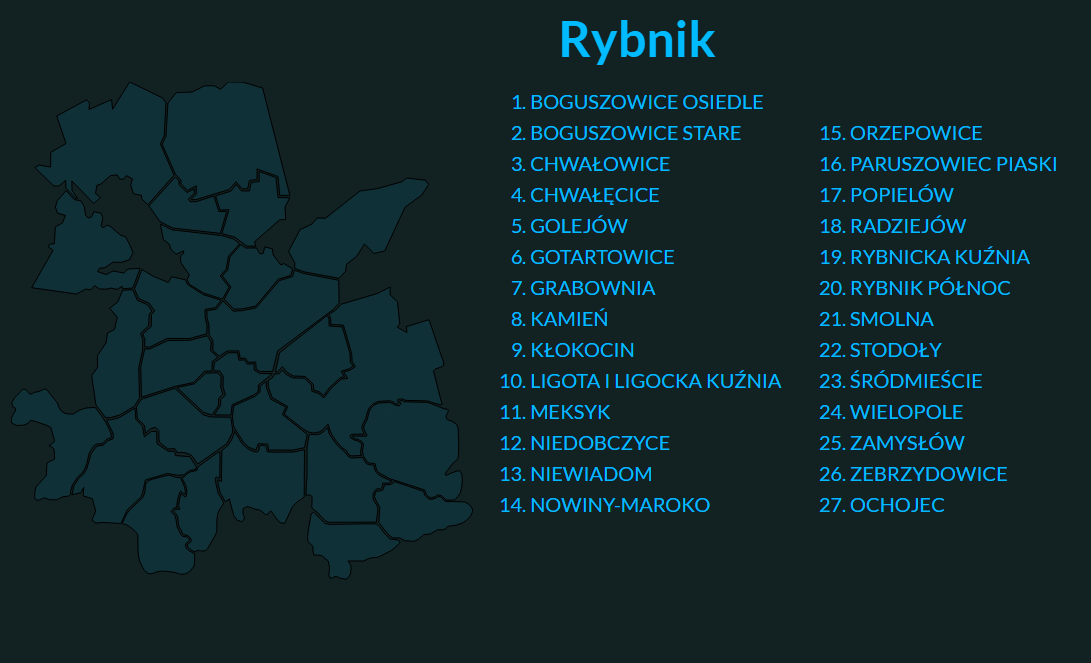 Rybnik
1. BOGUSZOWICE OSIEDLE
2. BOGUSZOWICE STARE
3. CHWAŁOWICE
4. CHWAŁĘCICE
5. GOLEJÓW
6. GOTARTOWICE
7. GRABOWNIA
8. KAMIEŃ
9. KŁOKOCIN
10. LIGOTA I LIGOCKA KUŹNIA
11. MEKSYK
12. NIEDOBCZYCE
13. NIEWIADOM
14. NOWINY-MAROKO
15. ORZEPOWICE
16. PARUSZOWIEC PIASKI
17. POPIELÓW
18. RADZIEJÓW
19. RYBNICKA KUŹNIA
20. RYBNIK PÓŁNOC
21. SMOLNA
22. STODOŁY
23. ŚRÓDMIEŚCIE
24. WIELOPOLE
25. ZAMYSŁÓW
26. ZEBRZYDOWICE
27. OCHOJEC